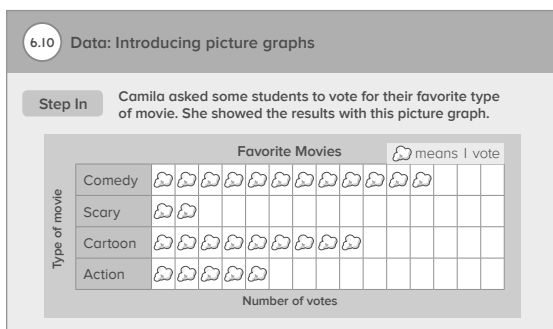 6.10 Data: Introducing picture graphs
Step In
Camila asked some students to vote for their favorite type
of movie. She showed the results with this picture graph.
Favorite Movies
means 1 vote
Type of movie
Comedy
Scary
Cartoon
Action
Number of votes